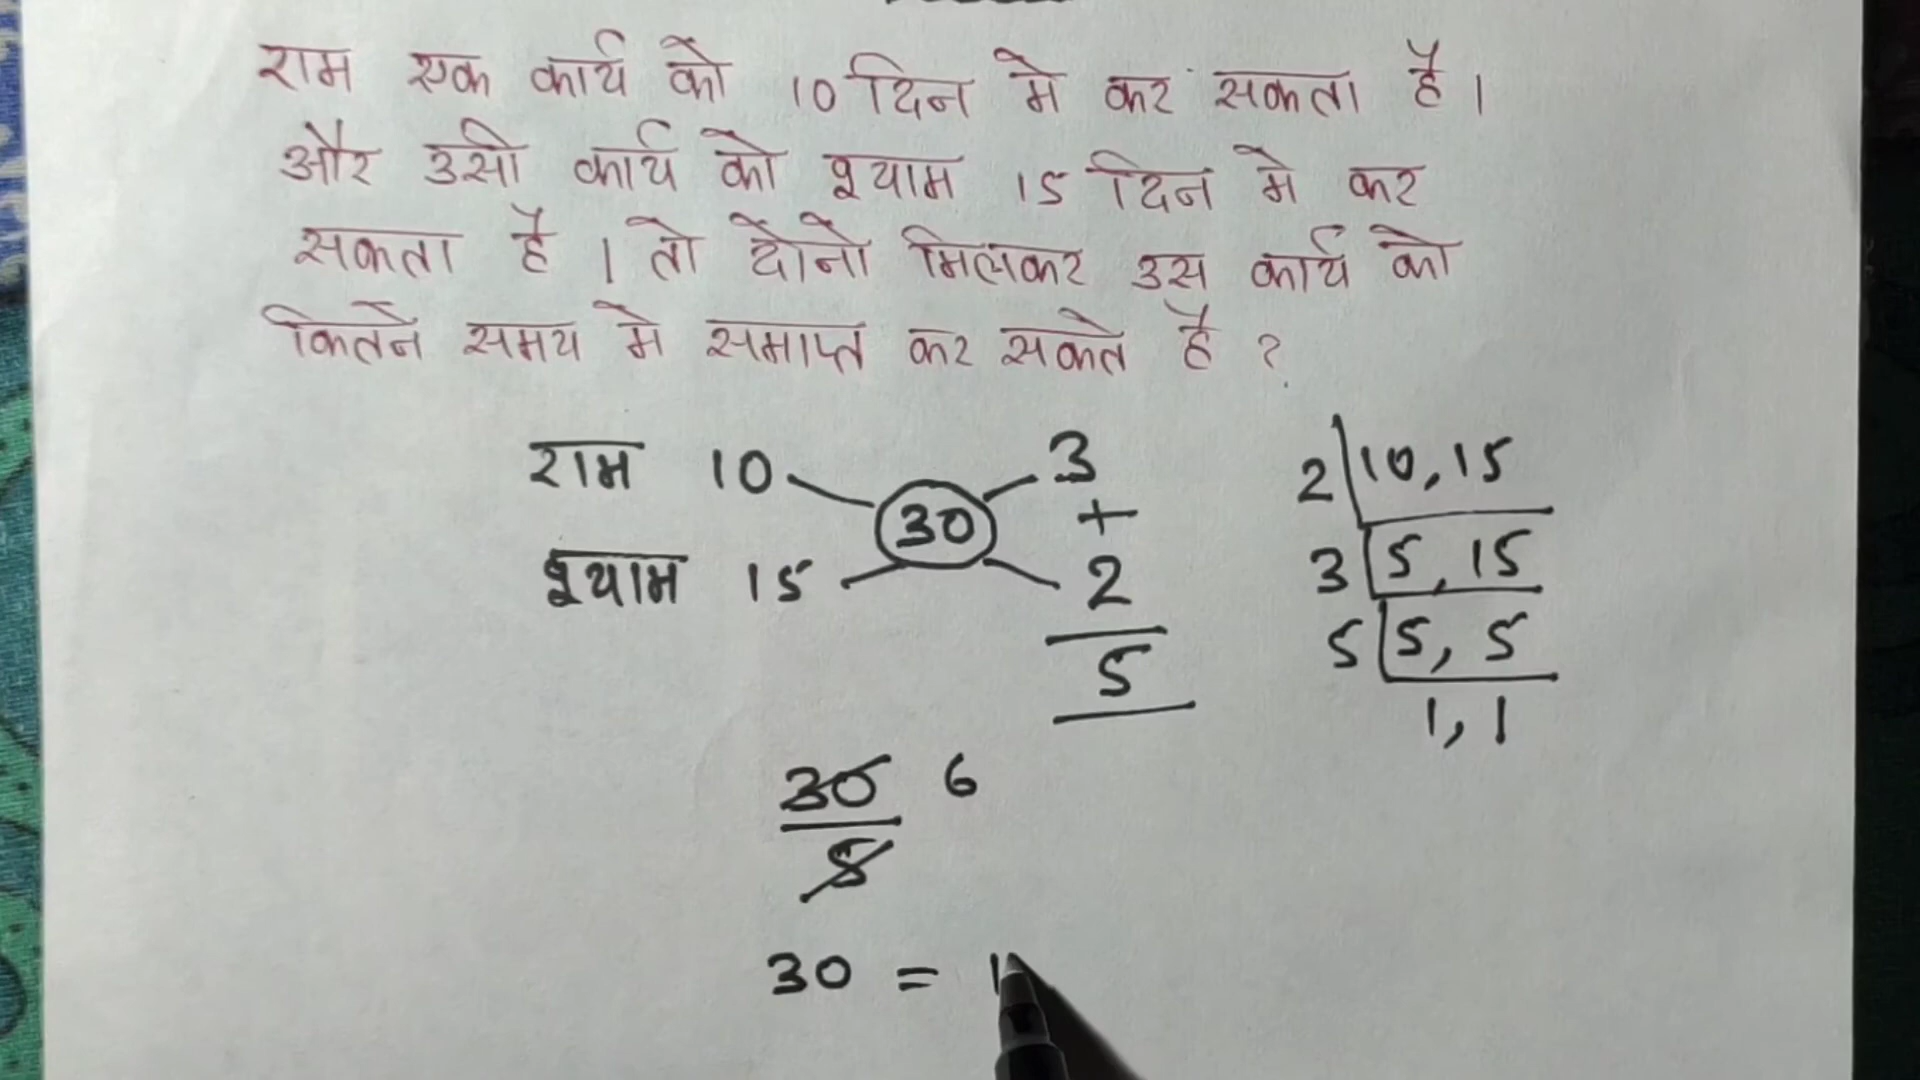 राम एक कार्य को 10 दिन मे कर सकता है।
और उसी कार्य को श्याम 15 दिन मे कर
सकता है । तो दोनो मिलकर उस कार्य को
कितने समय मे समाप्त कर सकते है ?
राम 10 30 3
+
श्याम 15 2
5
2 10, 15
3 5, 15
5 5, 5
1, 1
30 6
5
30 = 1